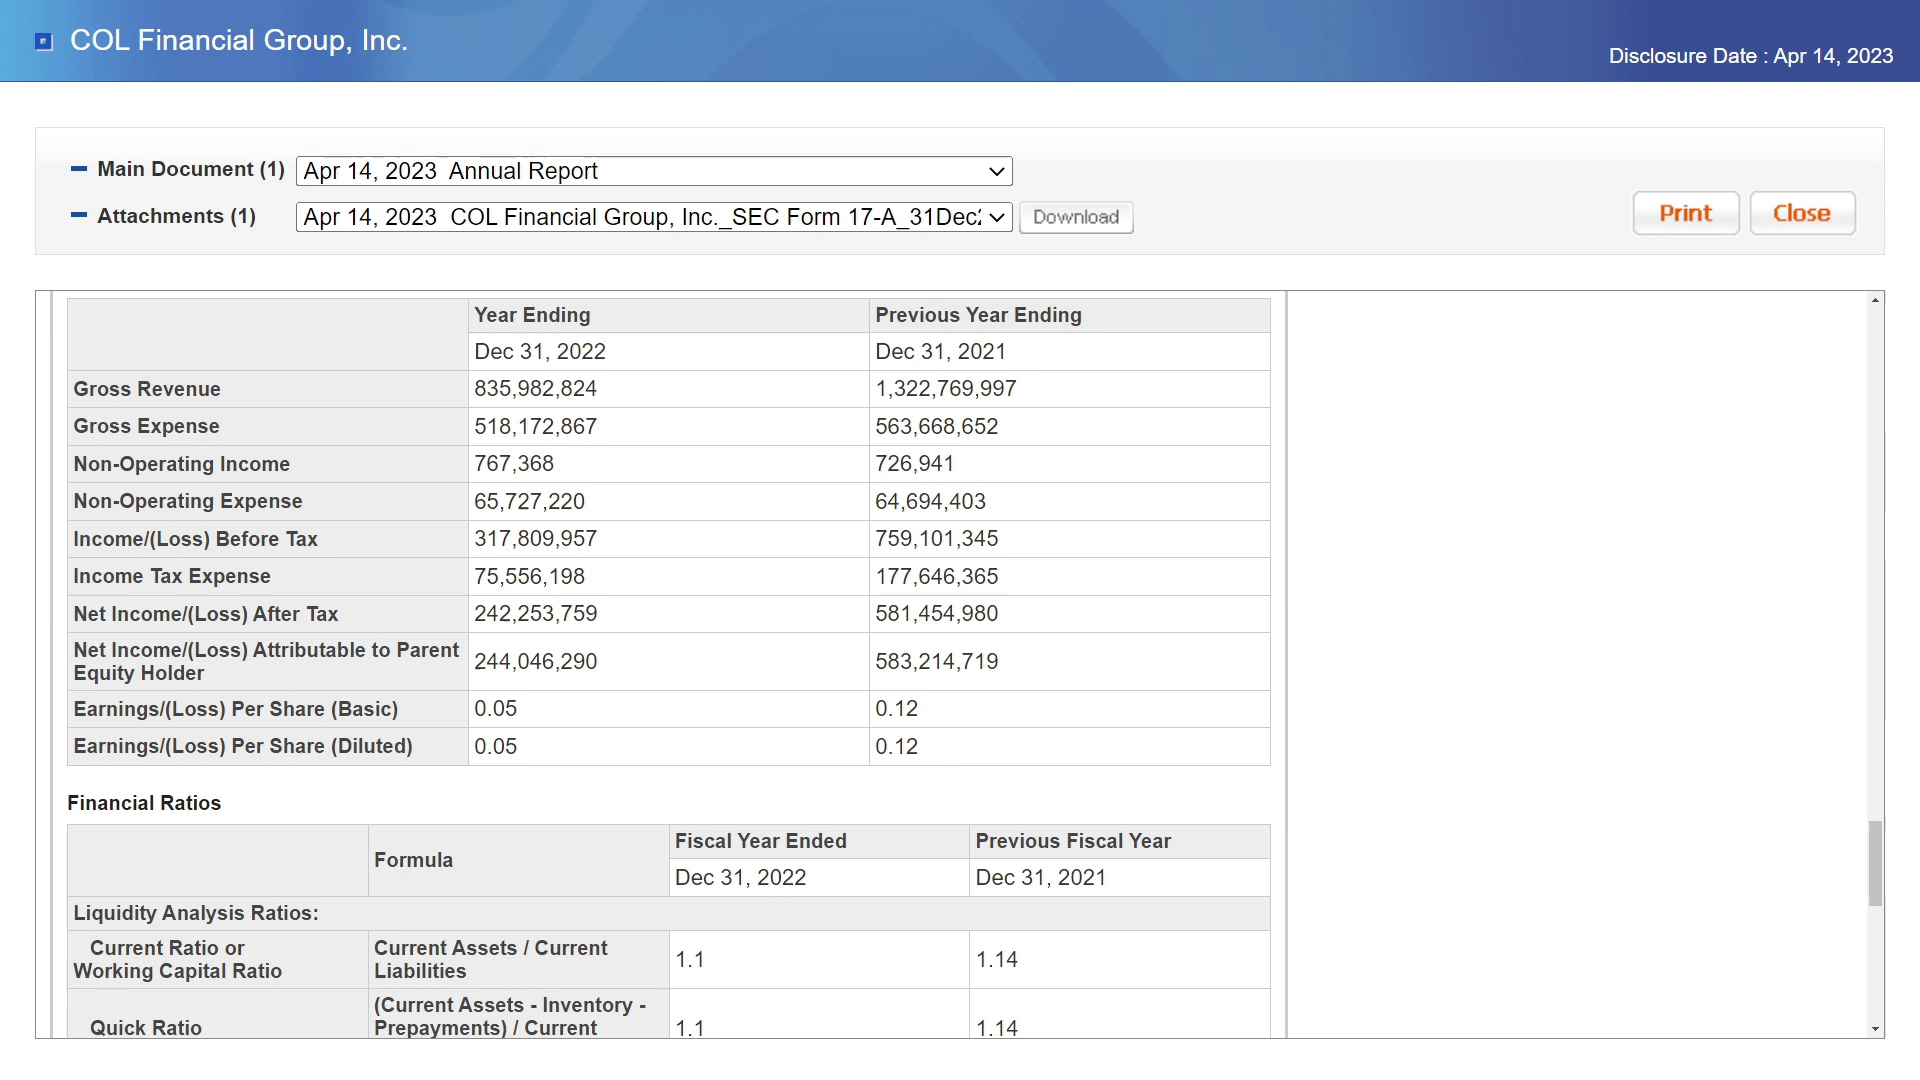 COL Financial Group, Inc.
Disclosure Date : Apr 14, 2023
Main Document (1) Apr 14, 2023 Annual Report
Attachments (1) Apr 14, 2023 COL Financial Group, Inc._SEC Form 17-A_31Dec Download
Print Close
Year Ending Previous Year Ending
Dec 31, 2022 Dec 31, 2021
Gross Revenue 835,982,824 1,322,769,997
Gross Expense 518,172,867 563,668,652
Non-Operating Income 767,368 726,941
Non-Operating Expense 65,727,220 64,694,403
Income/(Loss) Before Tax 317,809,957 759,101,345
Income Tax Expense 75,556,198 177,646,365
Net Income/(Loss) After Tax 242,253,759 581,454,980
Net Income/(Loss) Attributable to Parent
Equity Holder 244,046,290 583,214,719
Earnings/(Loss) Per Share (Basic) 0.05 0.12
Earnings/(Loss) Per Share (Diluted) 0.05 0.12
Financial Ratios
Formula Fiscal Year Ended Previous Fiscal Year
Dec 31, 2022 Dec 31, 2021
Liquidity Analysis Ratios:
Current Ratio or
Working Capital Ratio Current Assets / Current
Liabilities 1.1 1.14
Quick Ratio (Current Assets - Inventory -
Prepayments) / Current 1.1 1.14